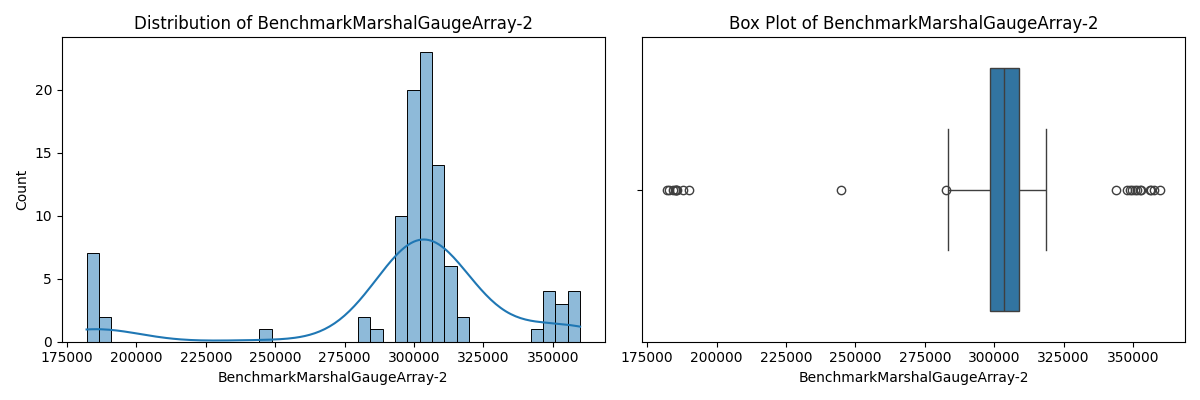 Distribution of BenchmarkMarshalGaugeArray-2
Count
20
15
10
5
0
175000 200000 225000 250000 275000 300000 325000 350000
BenchmarkMarshalGaugeArray-2
Box Plot of BenchmarkMarshalGaugeArray-2
175000 200000 225000 250000 275000 300000 325000 350000
BenchmarkMarshalGaugeArray-2